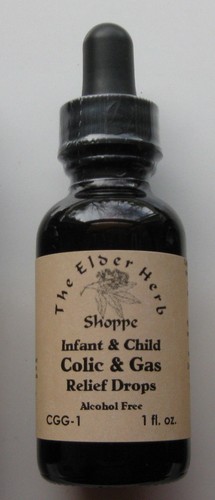 The Elder Herb
Shoppe
Infant & Child
Colic & Gas
Relief Drops
Alcohol Free
CGG-1 1 fl. oz.